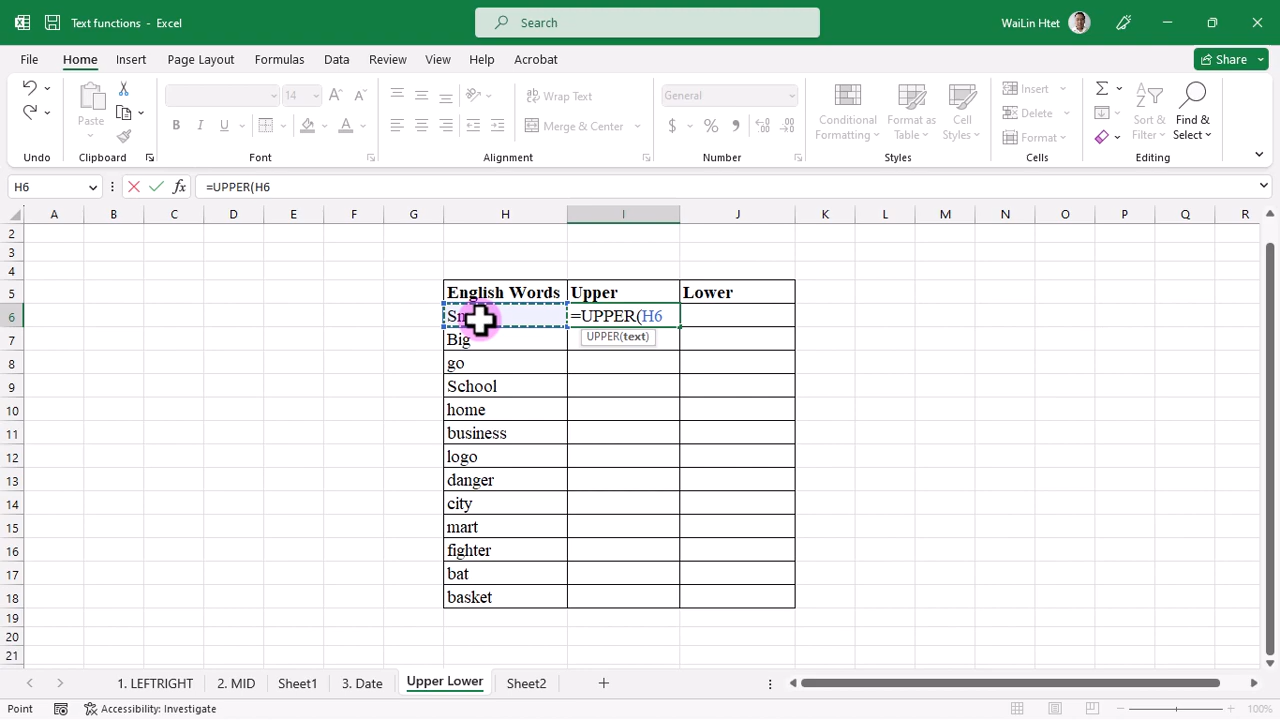 Text functions - Excel
Search
WaiLin Htet
File Home Insert Page Layout Formulas Data Review View Help Acrobat Share
14 Wrap Text General Insert
Paste Merge & Center $ % Conditional Formatting Format as Table Cell Styles Delete Format Sort & Filter Find & Select
Undo Clipboard Font Alignment Number Styles Cells Editing
H6 fx =UPPER(H6
A B C D E F G H I J K L M N O P Q R
2
3
4
5 English Words Upper Lower
6 =UPPER(H6
UPPER(text)
7 Big
8 go
9 School
10 home
11 business
12 logo
13 danger
14 city
15 mart
16 fighter
17 bat
18 basket
19
20
21
1. LEFTRIGHT 2. MID Sheet1 3. Date Upper Lower Sheet2
Point Accessibility: Investigate 100%